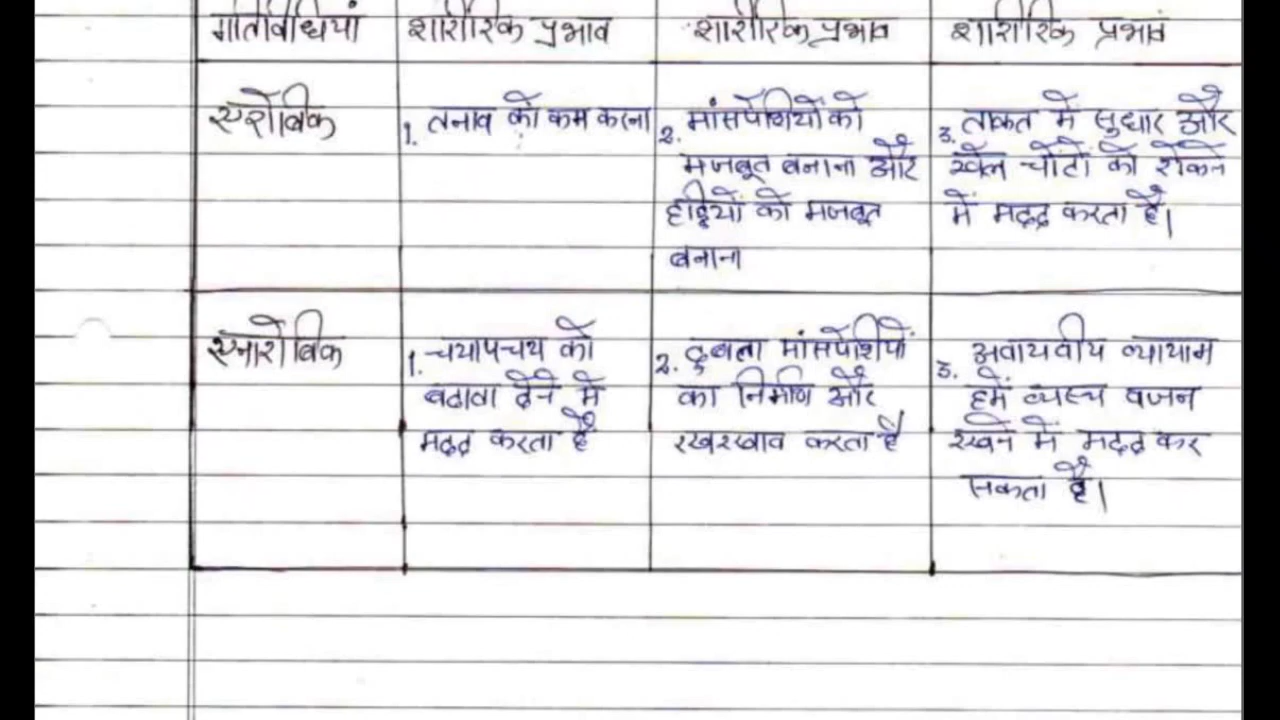 गतिविधियां शारीरिक प्रभाव शारीरिक प्रभाव शारीरिक प्रभाव
एरोबिक
1. तनाव को कम करना
2. मांसपेशियों को
मजबूत बनाना और
हड्डियों को मजबूत
बनाना
3. ताकत में सुधार और
खेल चोटों को रोकने
में मदद करता है।
एनारोबिक
1. चयापचय को
बढावा देने में
मदद करता है
2. दुबला मांसपेशियों
का निर्माण और
रखरखाव करता है
3. अवायवीय व्यायाम
हमें व्यस्थ वजन
रखने में मदद कर
सकता है।